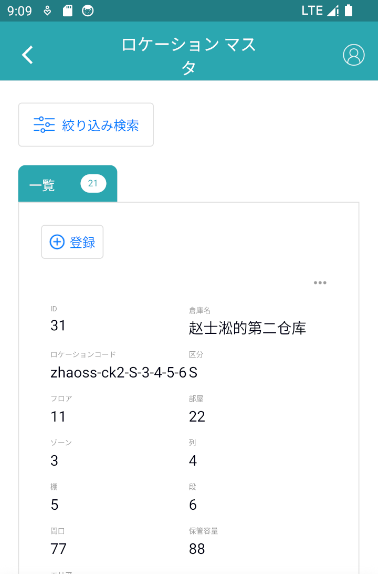 9:09 LTE
ロケーション マス
タ
絞り込み検索
一覧 21
登録
ID 倉庫名
31 赵士淞的第二仓库
ロケーションコード 区分
zhaoss-ck2-S-3-4-5-6 S
フロア 部屋
11 22
ゾーン 列
3 4
棚 段
5 6
間口 保管容量
77 88